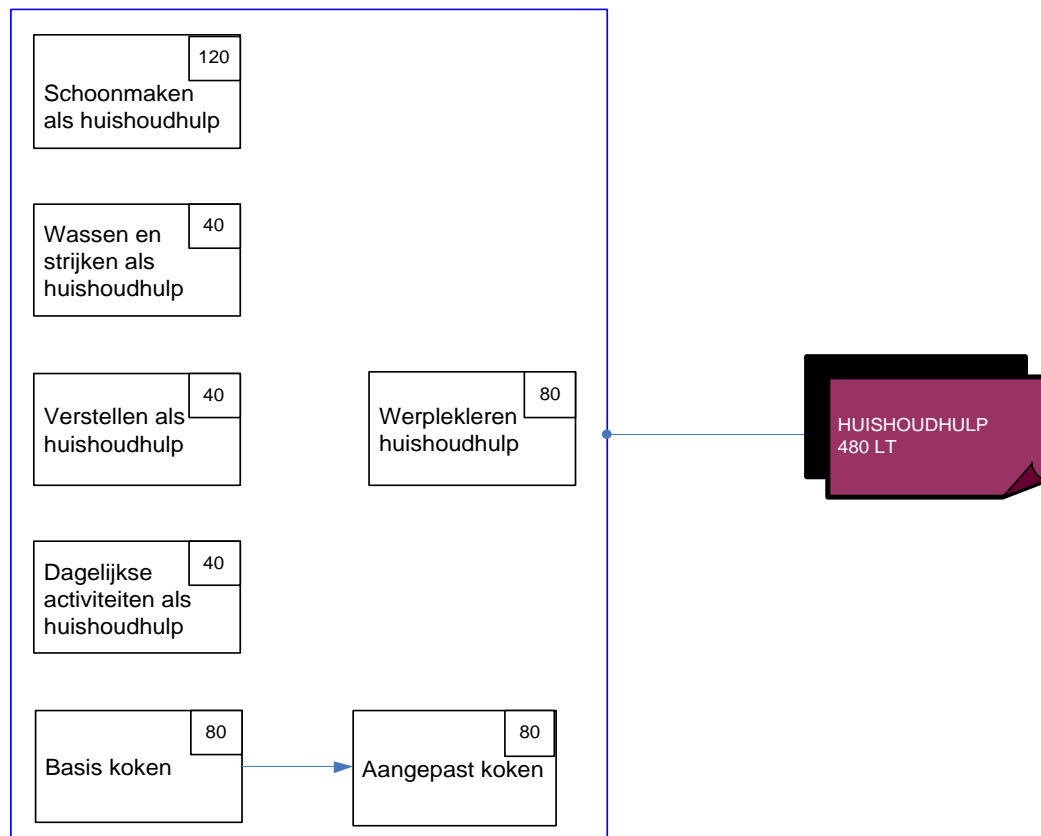 120
Schoonmaken
als huishoudhulp
40
Wassen en
strijken als
huishoudhulp
40
Verstellen als
huishoudhulp
80
Werplekleren
huishoudhulp
HUISHOUDHULP
480 LT
40
Dagelijkse
activiteiten als
huishoudhulp
80
Basis koken
80
Aangepast koken